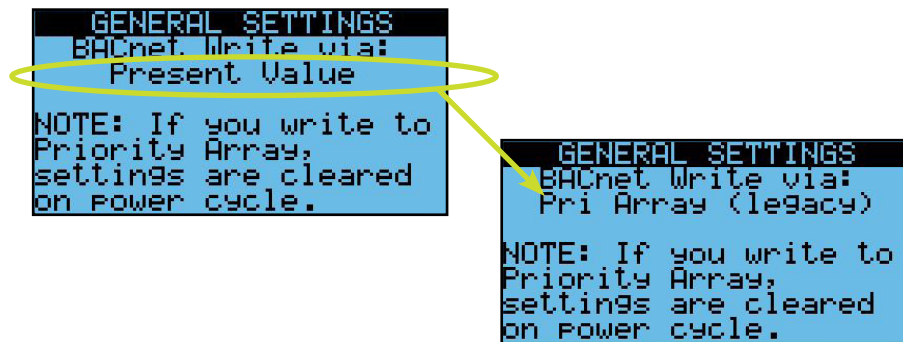 GENERAL SETTINGS
BACnet Write via:
Present Value
NOTE: If you write to
Priority Array,
settings are cleared
on power cycle.
GENERAL SETTINGS
BACnet Write via:
Pri Array (legacy)
NOTE: If you write to
Priority Array,
settings are cleared
on power cycle.